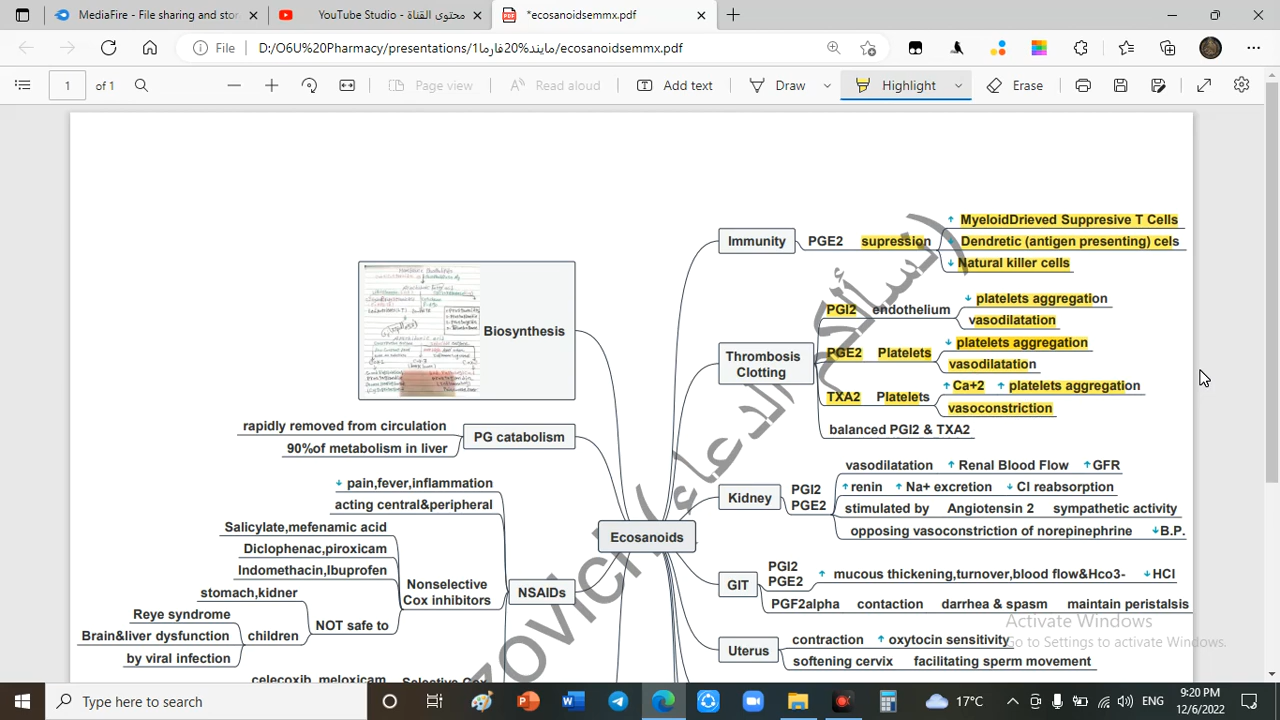 MediaFire - File sharing and stor
YouTube Studio - محتوى القناة
*ecosanoidsemmx.pdf
File
D:/O6U%20Pharmacy/presentations/1مايند%20فارما/ecosanoidsemmx.pdf
1
of 1
Page view
Read aloud
Add text
Draw
Highlight
Erase
Immunity
PGE2
supression
↑ MyeloidDrieved Suppresive T Cells
Dendretic (antigen presenting) cels
↓ Natural killer cells
Biosynthesis
Thrombosis
Clotting
PGI2
endothelium
↓ platelets aggregation
vasodilatation
PGE2
Platelets
↓ platelets aggregation
vasodilatation
TXA2
Platelets
↑ Ca+2 ↑ platelets aggregation
vasoconstriction
balanced PGI2 & TXA2
PG catabolism
rapidly removed from circulation
90%of metabolism in liver
Kidney
PGI2
PGE2
vasodilatation ↑ Renal Blood Flow ↑ GFR
↑ renin ↑ Na+ excretion ↓ Cl reabsorption
stimulated by Angiotensin 2 sympathetic activity
opposing vasoconstriction of norepinephrine ↓ B.P.
Ecosanoids
NSAIDs
↓ pain,fever,inflammation
acting central&peripheral
Nonselective
Cox inhibitors
Salicylate,mefenamic acid
Diclophenac,piroxicam
Indomethacin,Ibuprofen
NOT safe to
stomach,kidner
children
Reye syndrome
Brain&liver dysfunction
by viral infection
celecoxib, meloxicam
Selective Cox
GIT
PGI2
PGE2
↑ mucous thickening,turnover,blood flow&Hco3- ↓ HCl
PGF2alpha contaction darrhea & spasm maintain peristalsis
Uterus
contraction ↑ oxytocin sensitivity
softening cervix facilitating sperm movement
Activate Windows
Go to Settings to activate Windows.
Type here to search
17°C
ENG
9:20 PM
12/6/2022